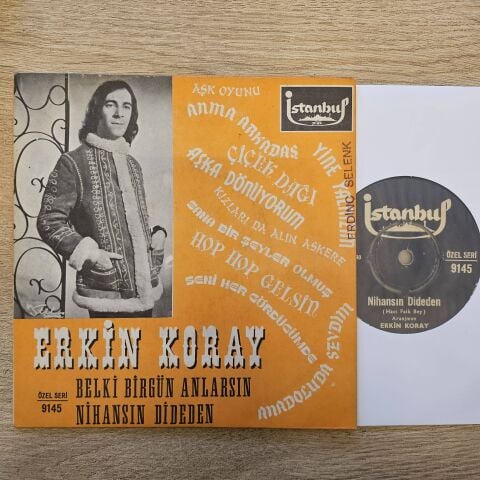 AŞK OYUNU
ANMA ARKADAŞ
ÇİÇEK DAĞI
AŞKA DÖNÜYORUM
KIZLARI DA ALIN ASKERE
SANA BİR ŞEYLER OLMUŞ
HOP HOP GELSİN
SENİ HER GÖRDÜĞÜMDE
ANADOLUDA SEVDİM
YİNE YALNIZIM
istanbul
ERDİNÇ SELENK
ERKİN KORAY
ÖZEL SERİ
9145
BELKİ BİRGÜN ANLARSIN
NİHANSIN DİDEDEN
istanbul
ÖZEL SERİ
9145
Nihansın Dideden
(Hacı Faik Bey)
Aranjman
ERKİN KORAY